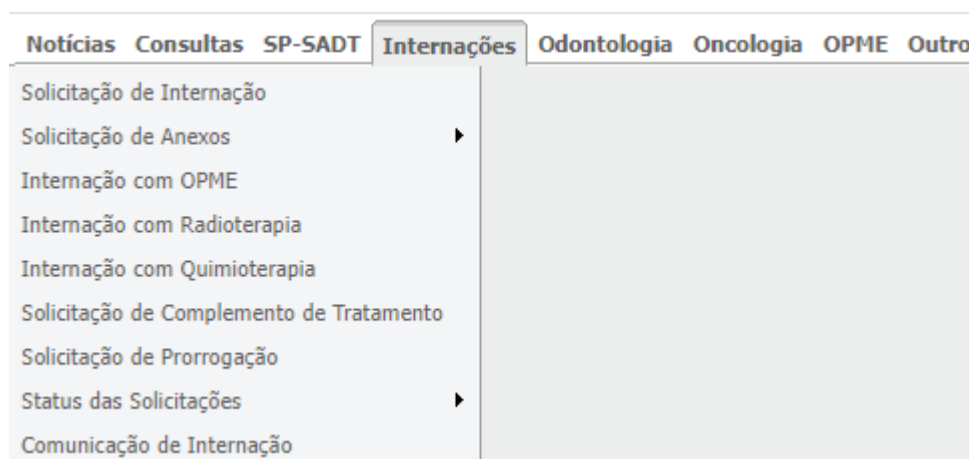 Notícias Consultas SP-SADT Internações Odontologia Oncologia OPME Outro
Solicitação de Internação
Solicitação de Anexos
Internação com OPME
Internação com Radioterapia
Internação com Quimioterapia
Solicitação de Complemento de Tratamento
Solicitação de Prorrogação
Status das Solicitações
Comunicação de Internação